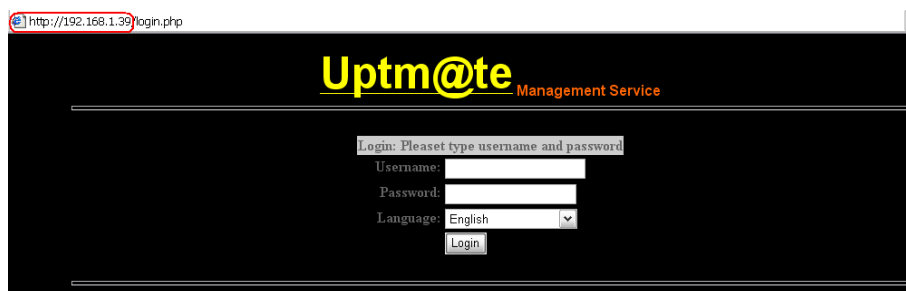 http://192.168.1.39/login.php
Uptm@te Management Service
Login: Pleaset type username and password
Username:
Password:
Language: English
Login